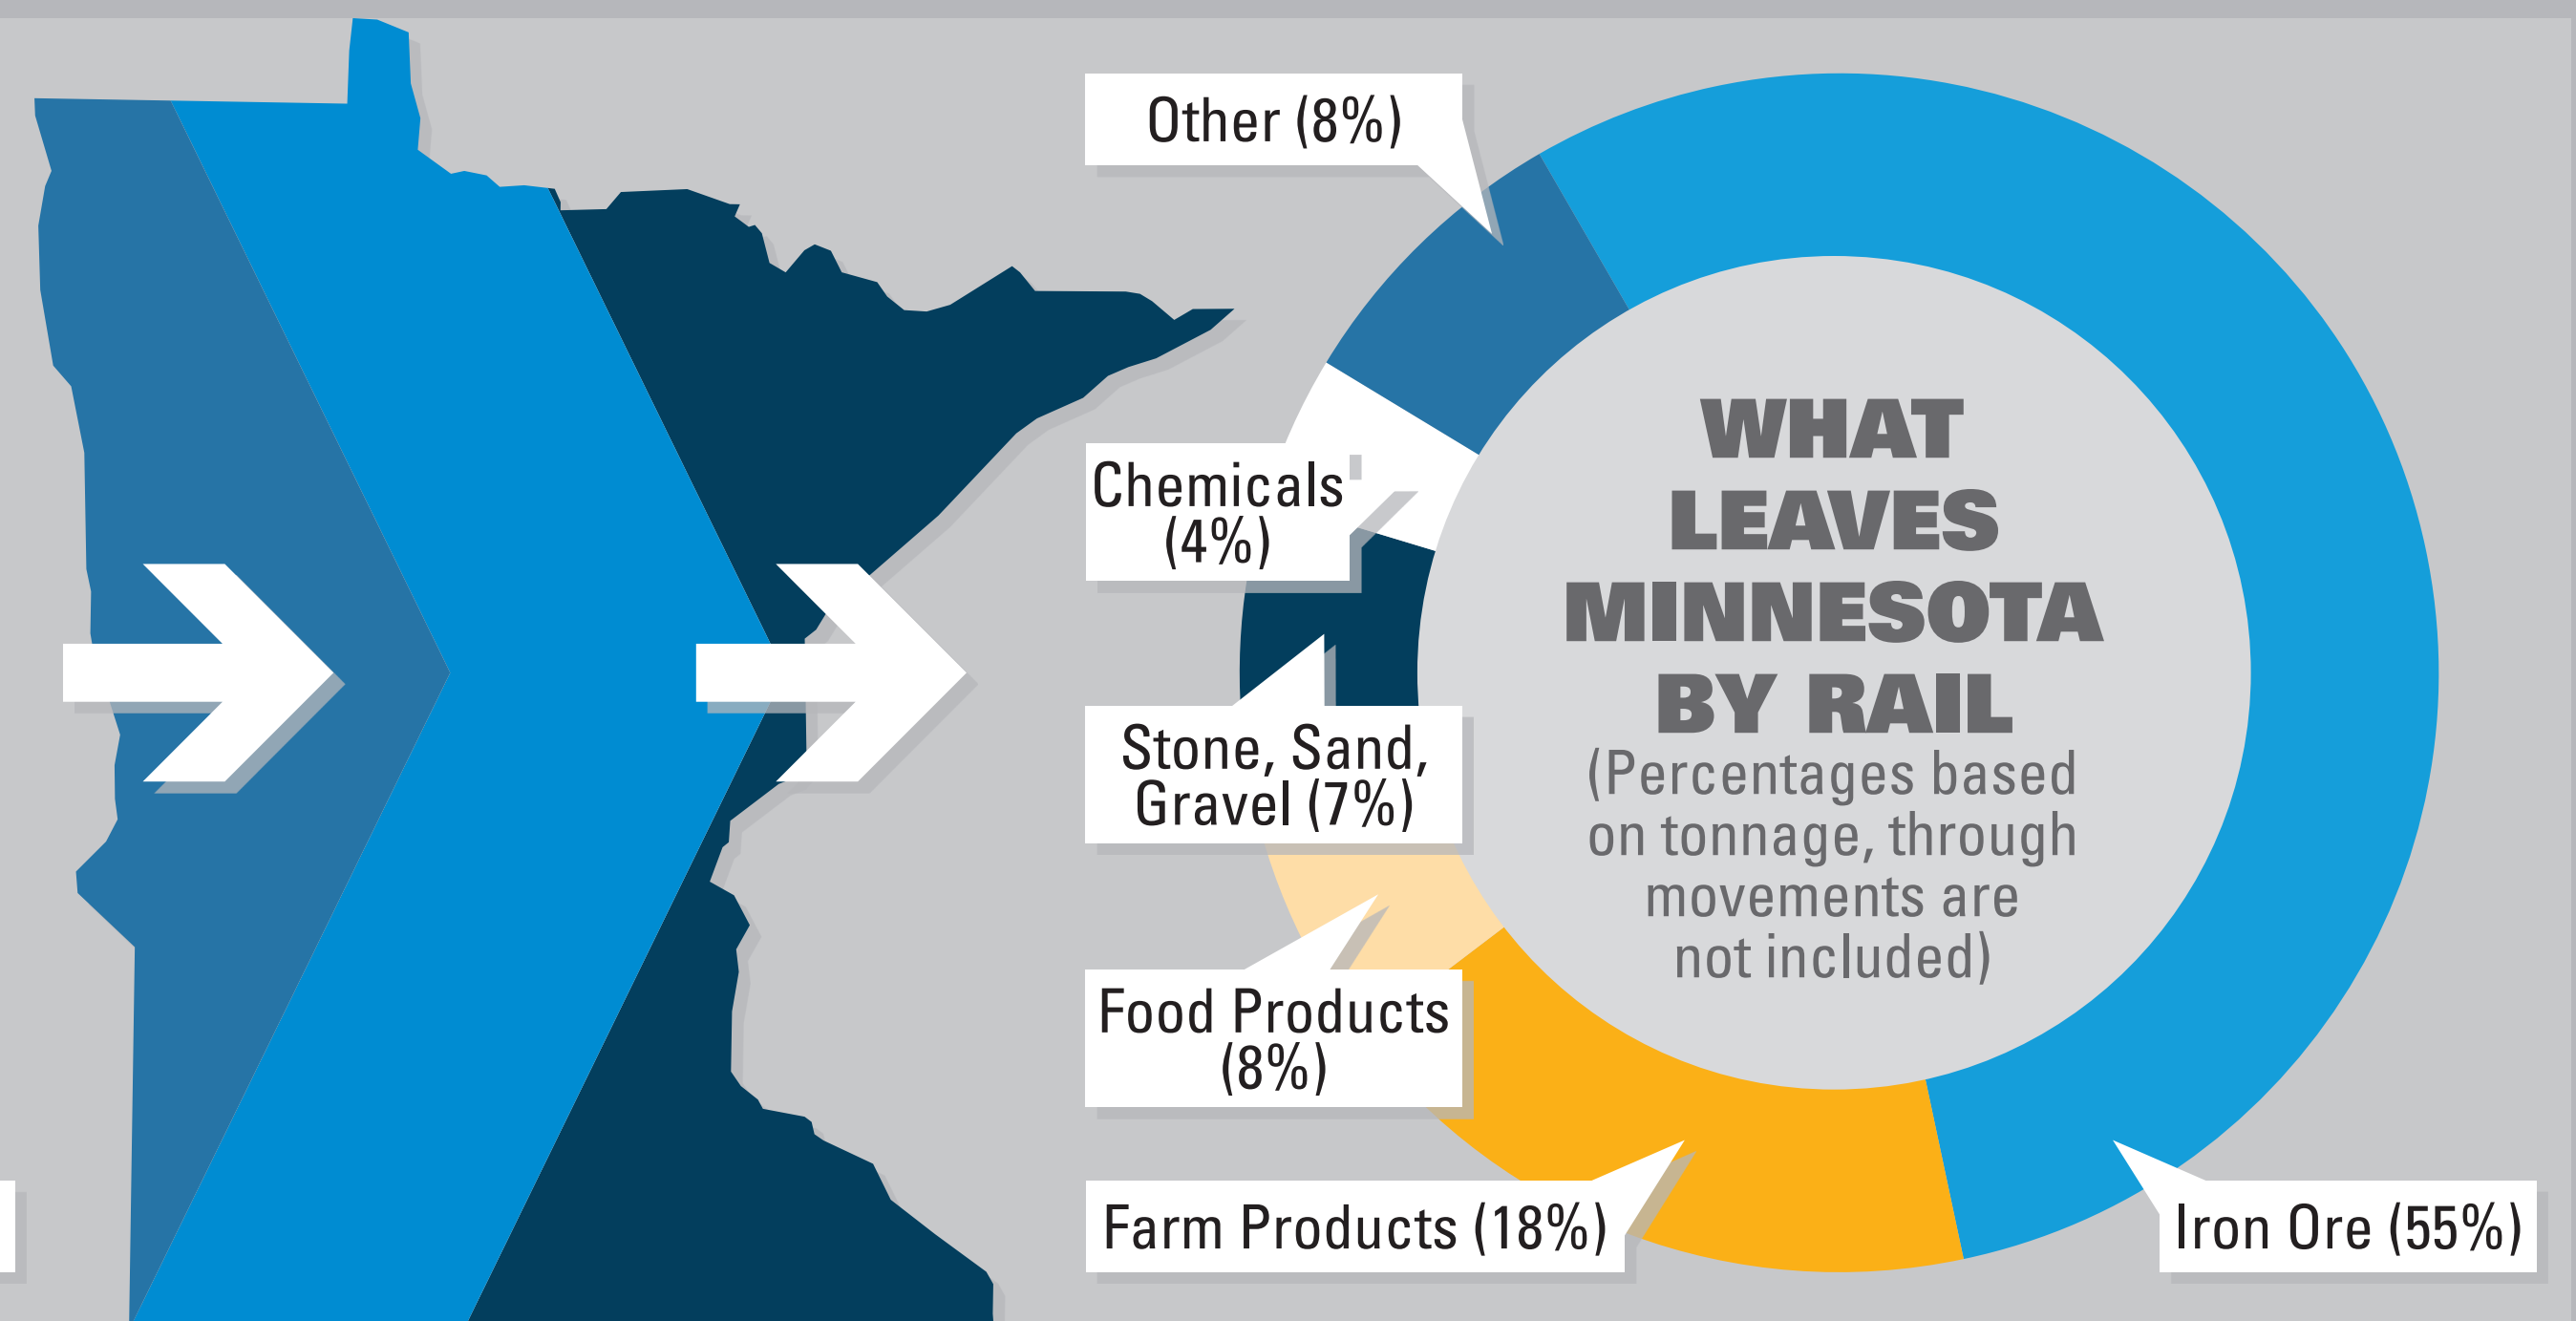 Other (8%)
Chemicals
(4%)
Stone, Sand,
Gravel (7%)
Food Products
(8%)
Farm Products (18%)
Iron Ore (55%)
WHAT
LEAVES
MINNESOTA
BY RAIL
(Percentages based
on tonnage, through
movements are
not included)